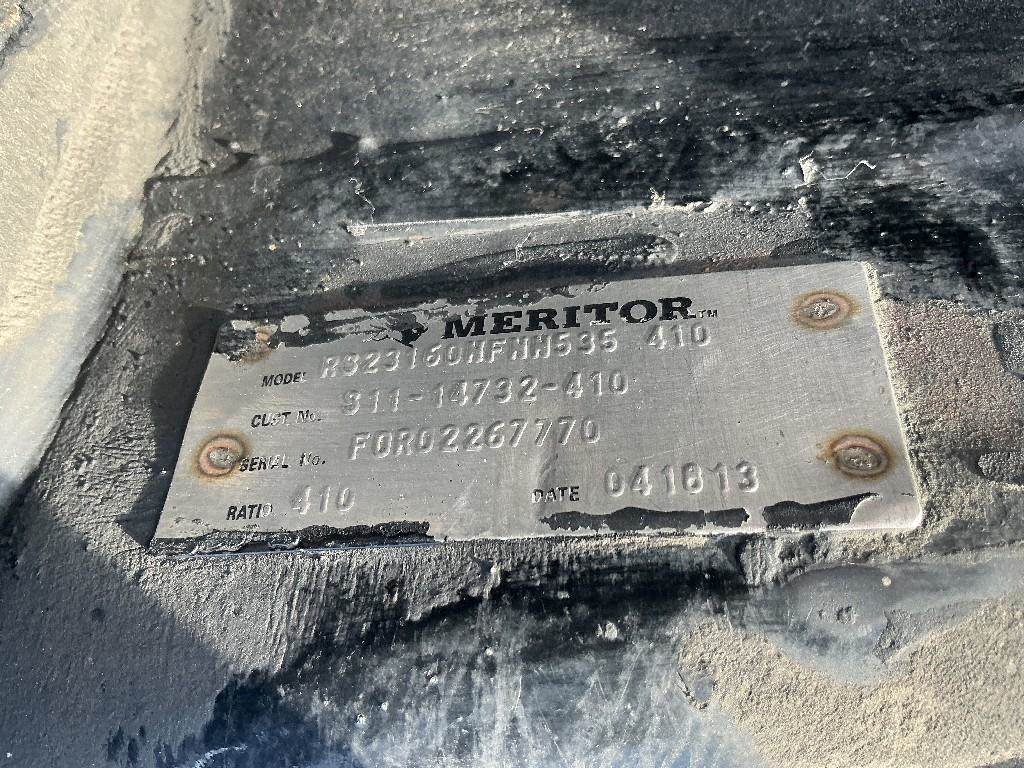 MERITOR™
MODEL RS23160NFNN535 410
CUST No. S11-14732-410
SERIAL No. FOR02267770
RATIO 410 DATE 041813